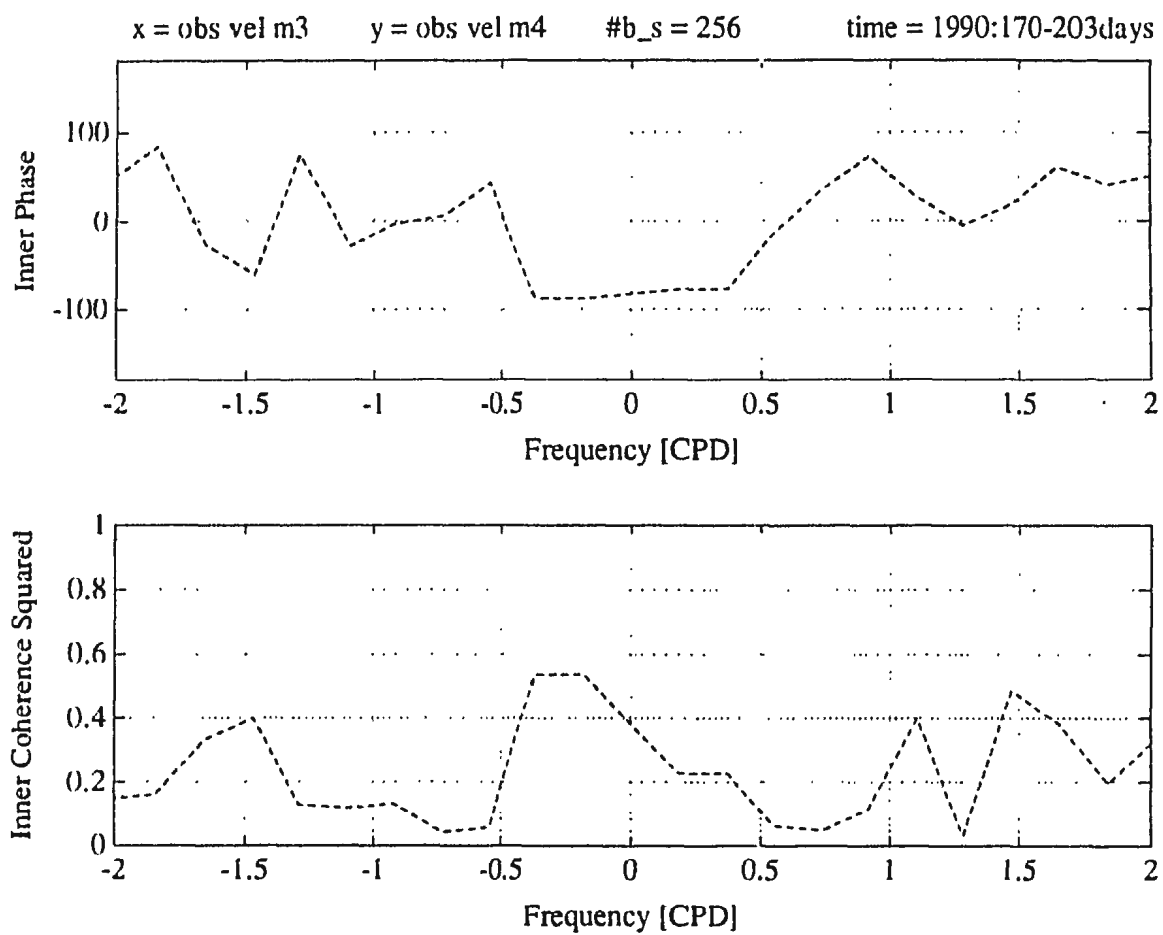 x = obs vel m3 y = obs vel m4 #b_s = 256 time = 1990:170-203days
Inner Phase
100
0
-100
-2 -1.5 -1 -0.5 0 0.5 1 1.5 2
Frequency [CPD]
Inner Coherence Squared
1
0.8
0.6
0.4
0.2
0
-2 -1.5 -1 -0.5 0 0.5 1 1.5 2
Frequency [CPD]